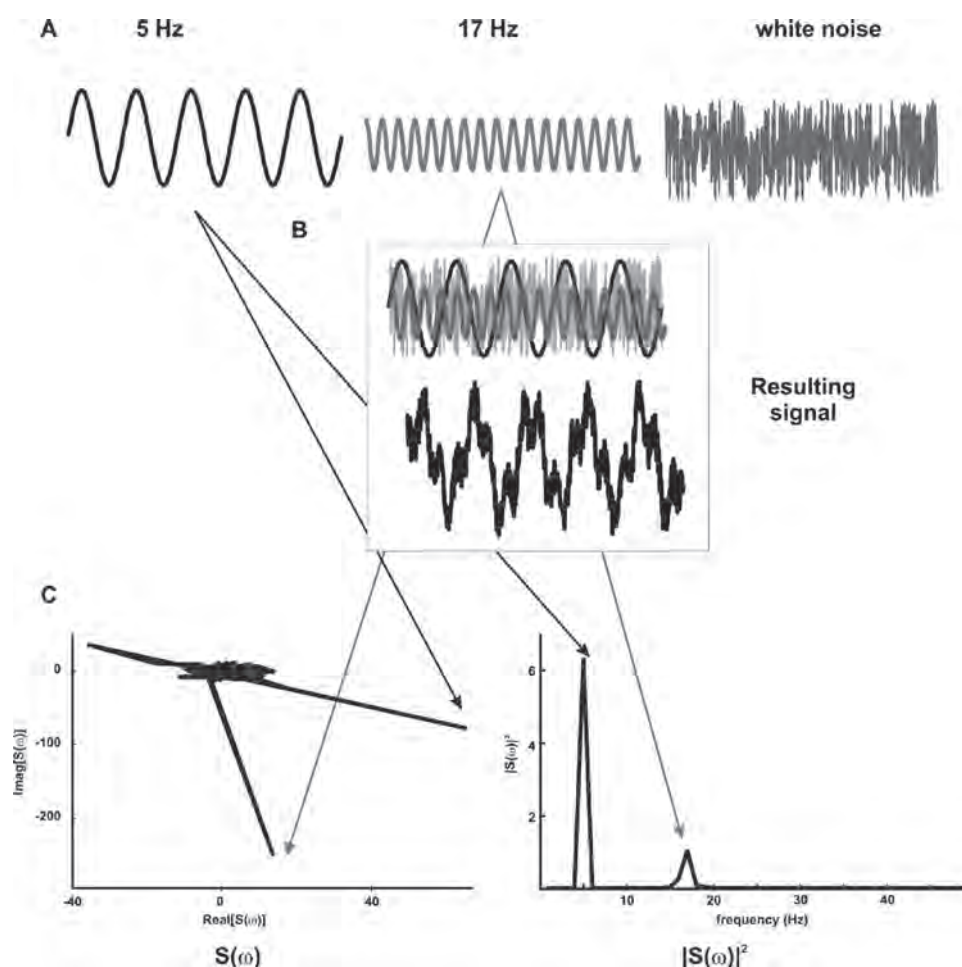 A 5 Hz 17 Hz white noise
B
Resulting
signal
C
Imag[S(ω)]
0
-100
-200
-40 0 40
Real[S(ω)]
S(ω)
|S(ω)|²
6
4
2
10 20 30 40
frequency (Hz)
|S(ω)|²